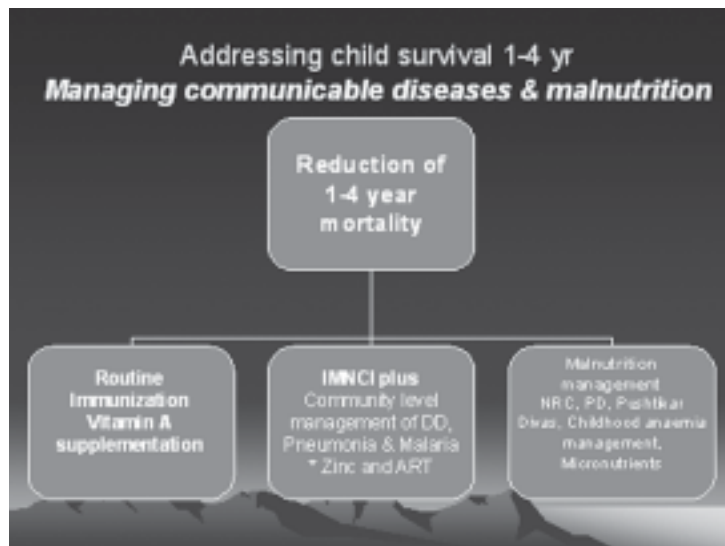 Addressing child survival 1-4 yr
Managing communicable diseases & malnutrition
Reduction of
1-4 year
mortality
Routine
Immunization
Vitamin A
supplementation
IMNCI plus
Community level
management of DD,
Pneumonia & Malaria
* Zinc and ART
Malnutrition
management
NRC, PD, Pushtikar
Divas, Childhood anaemia
management,
Micronutrients